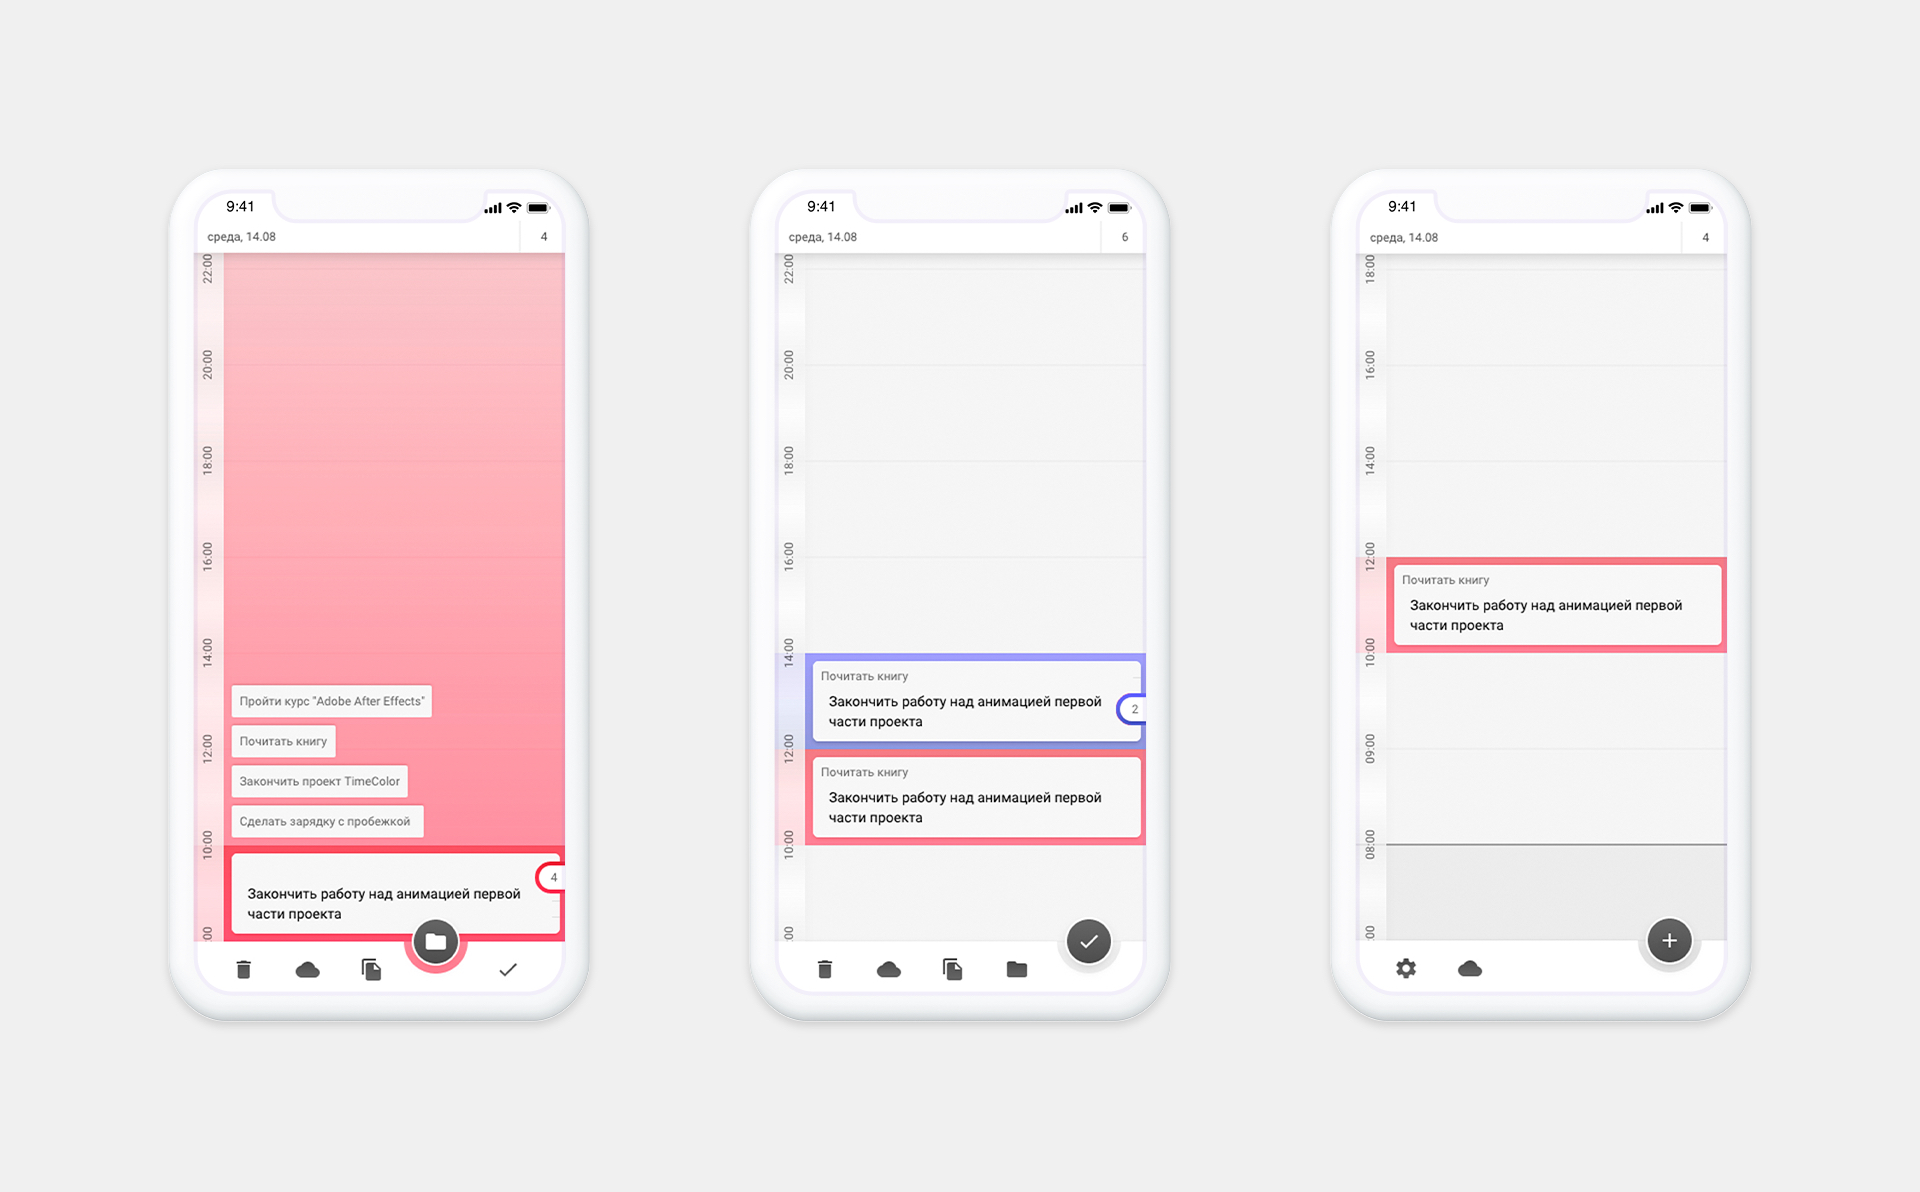 9:41
среда, 14.08
4
22:00
20:00
18:00
16:00
14:00
Пройти курс "Adobe After Effects"
12:00
Почитать книгу
Закончить проект TimeColor
Сделать зарядку с пробежкой
10:00
4
Закончить работу над анимацией первой
части проекта
:00
9:41
среда, 14.08
6
22:00
20:00
18:00
16:00
14:00
Почитать книгу
Закончить работу над анимацией первой
части проекта
2
12:00
Почитать книгу
Закончить работу над анимацией первой
части проекта
10:00
00
9:41
среда, 14.08
4
18:00
16:00
14:00
12:00
Почитать книгу
Закончить работу над анимацией первой
части проекта
10:00
09:00
08:00
:00